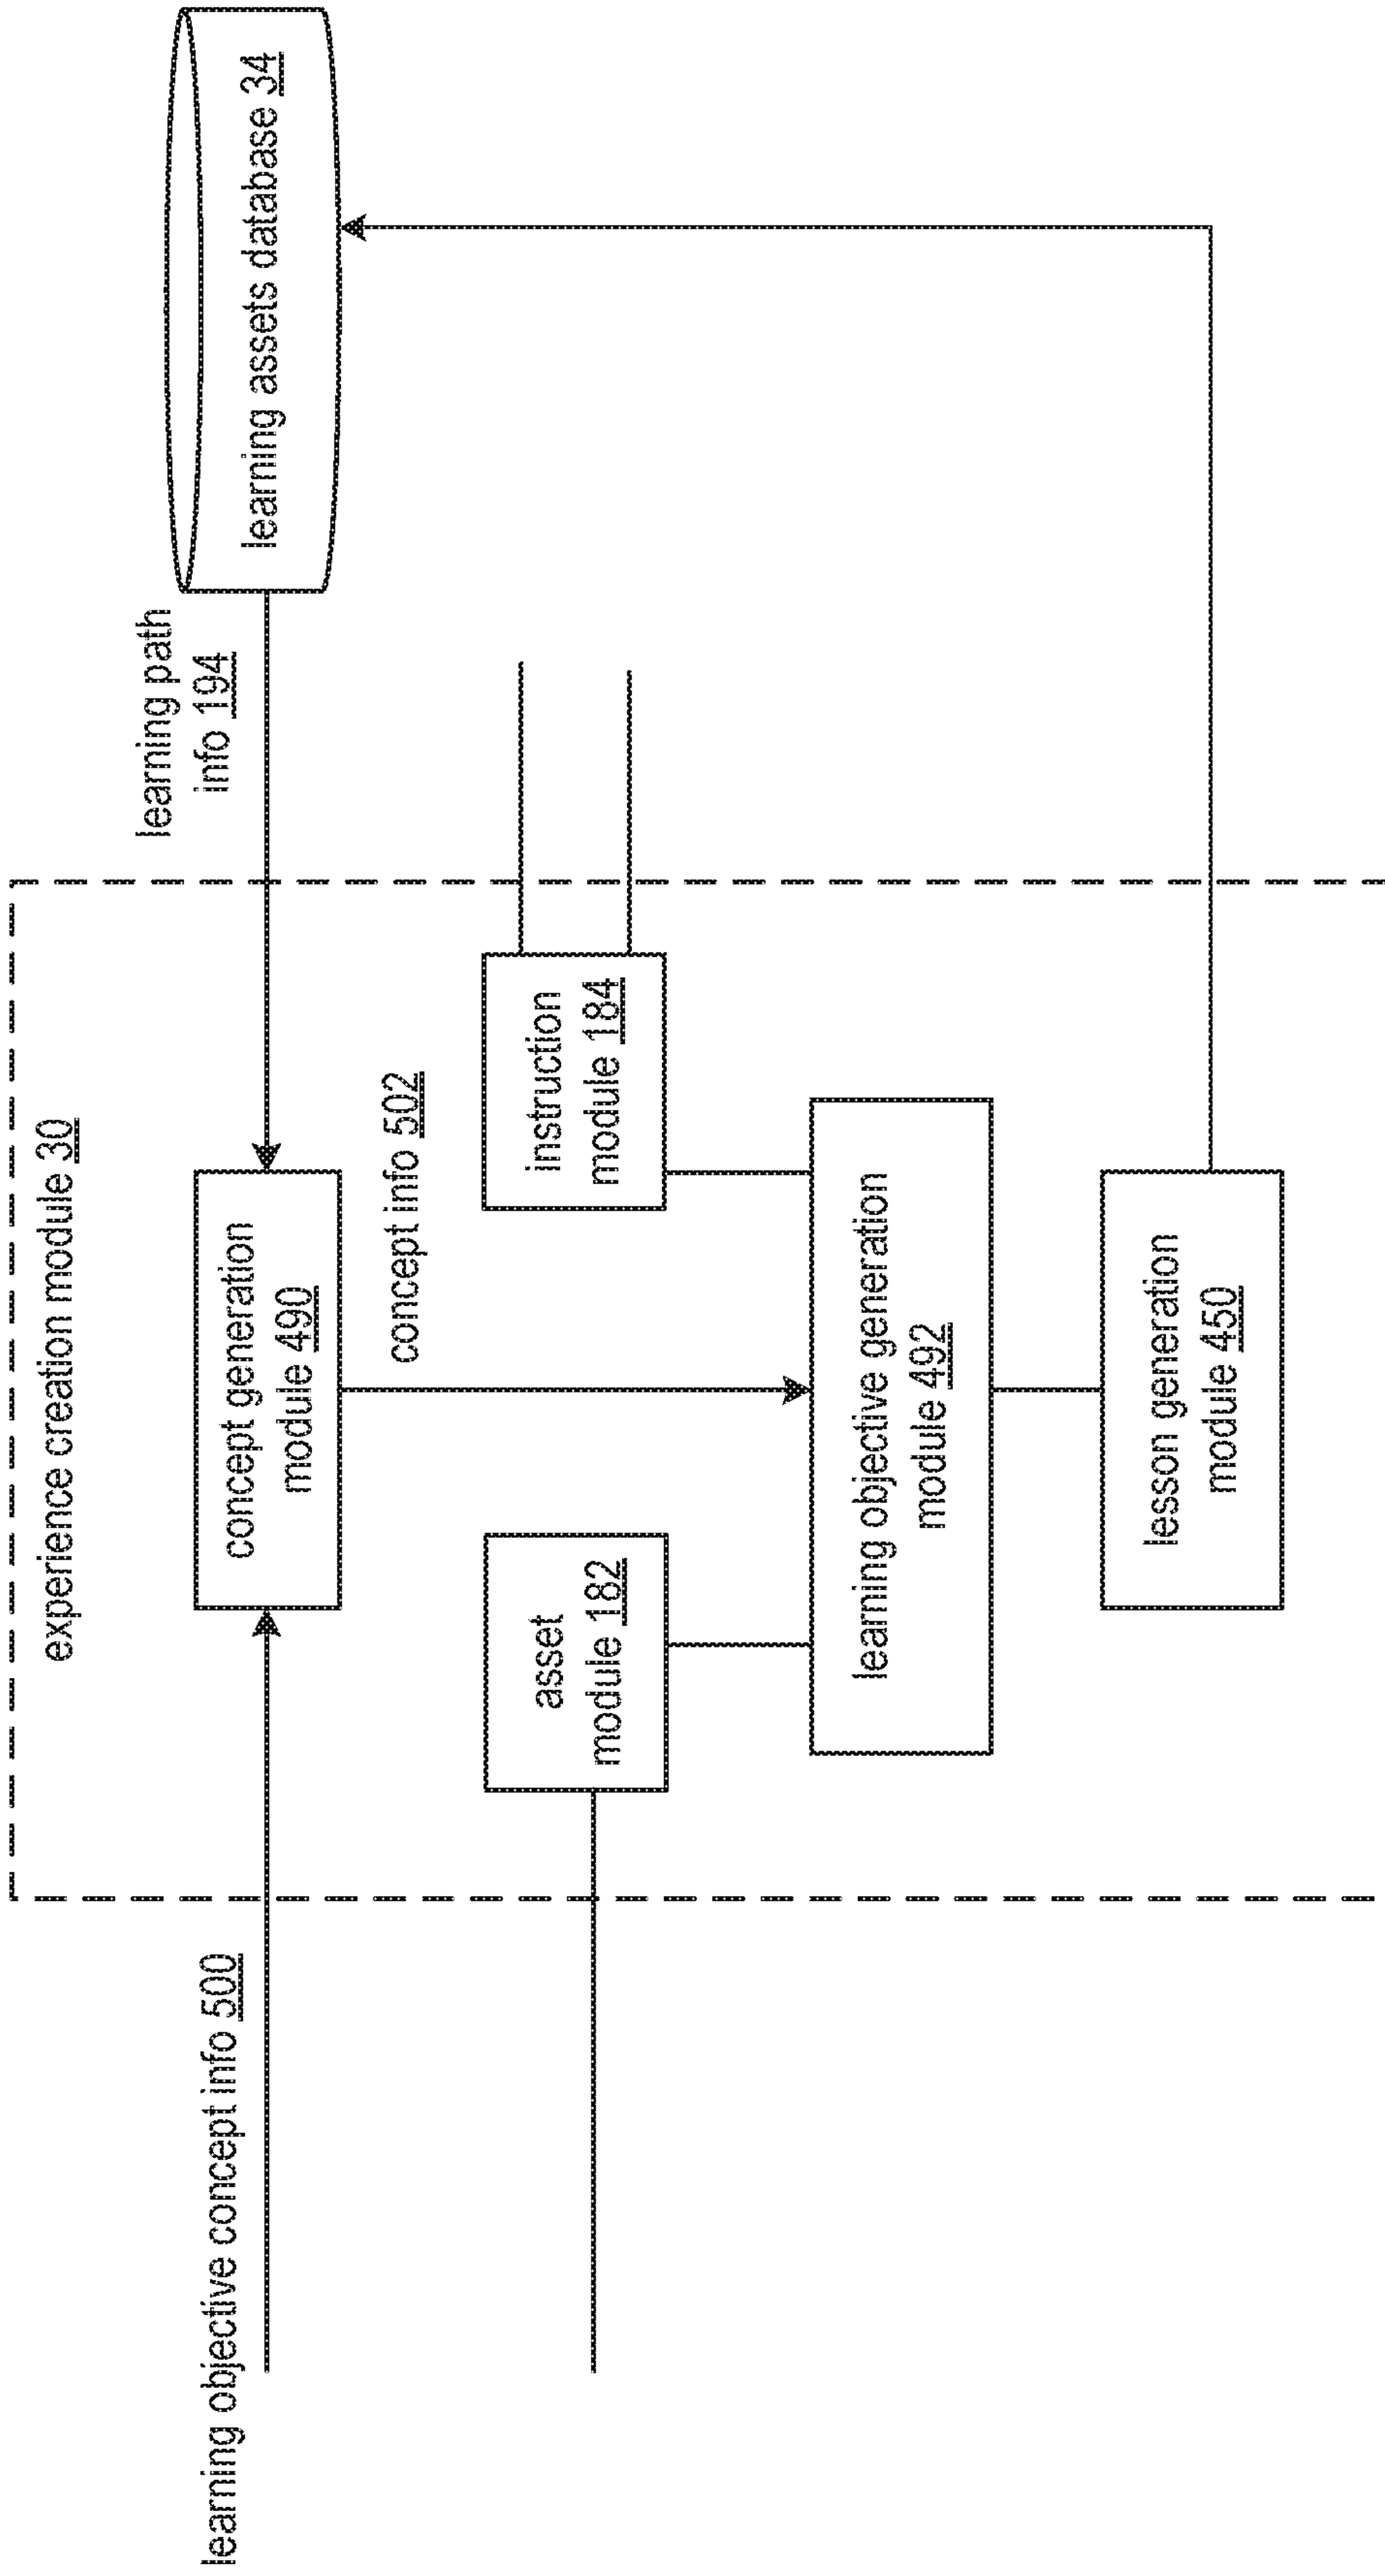 experience creation module 30
learning objective concept info 500
concept generation
module 490
learning path
info 194
learning assets database 34
concept info 502
asset
module 182
instruction
module 184
learning objective generation
module 492
lesson generation
module 450